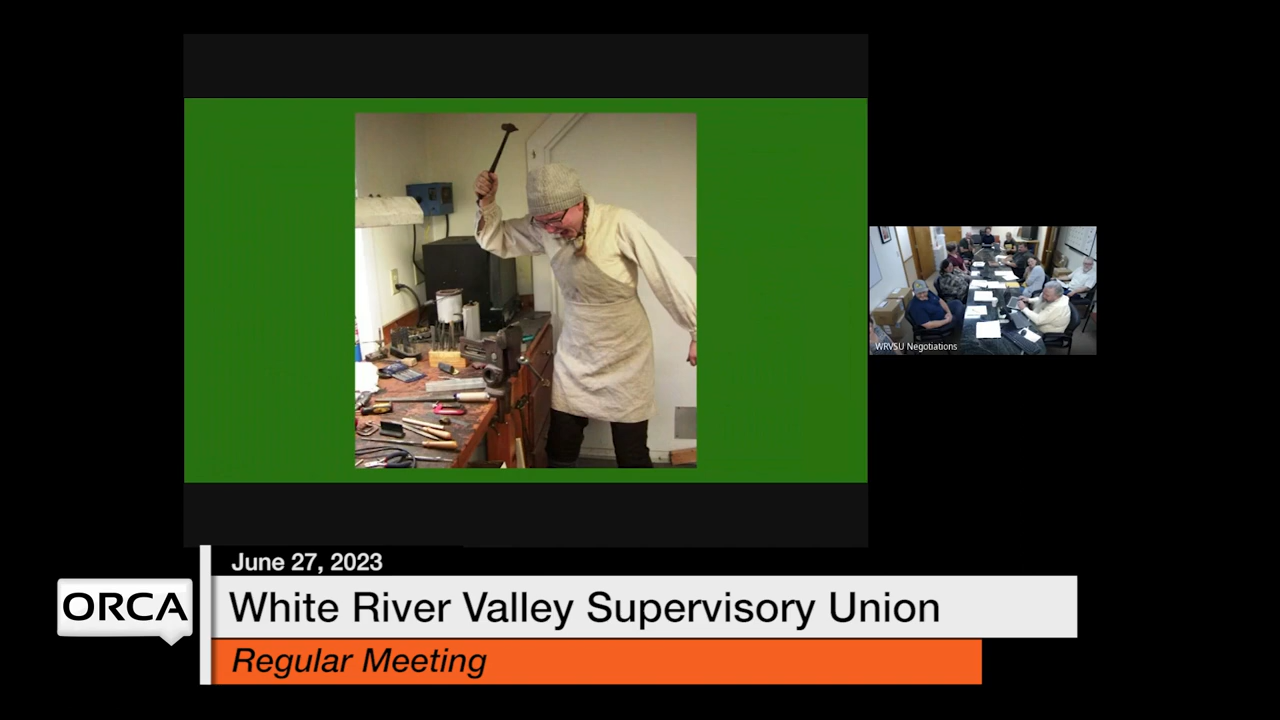 WRVSU Negotiations
June 27, 2023
ORCA
White River Valley Supervisory Union
Regular Meeting